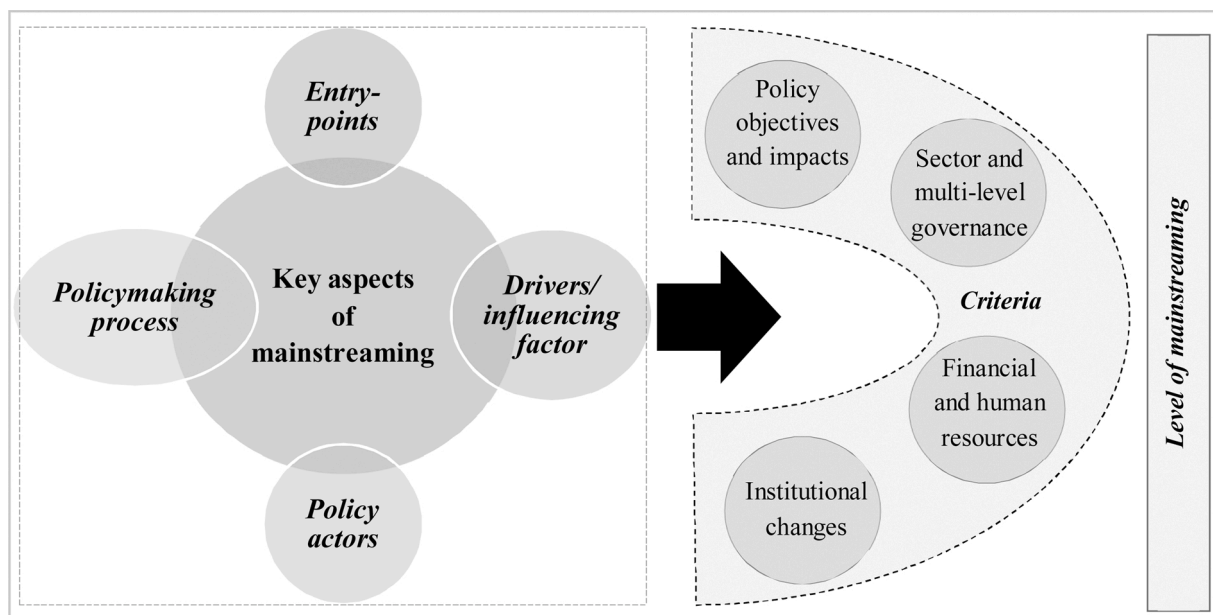 Entry-
points
Policymaking
process
Key aspects
of
mainstreaming
Drivers/
influencing
factor
Policy
actors
Policy
objectives
and impacts
Sector and
multi-level
governance
Criteria
Financial
and human
resources
Institutional
changes
Level of mainstreaming